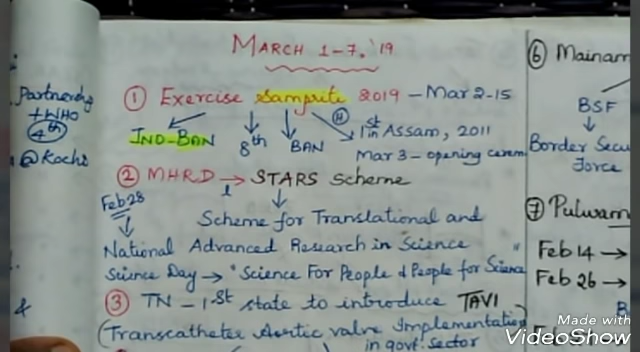 Partnership
+WHO
4th
@Kochi
&
MARCH 1-7, '19
① Exercise Sampriti 2019 - Mar 2-15
IND-BAN 8th BAN (H) 1st in Assam, 2011
Mar 3 - opening cerem
② MHRD → STARS Scheme
Feb 28
Scheme for Translational and
National Advanced Research in Science
Science Day → "Science For People & People for Science"
③ TN - 1st state to introduce TAVI
(Transcatheter Aortic valve Implementation)
in govt sector
⑥ Mainam
BSF
Border Secu
Force
⑦ Pulwam
Feb 14 →
Feb 26 →
B
Made with
VideoShow